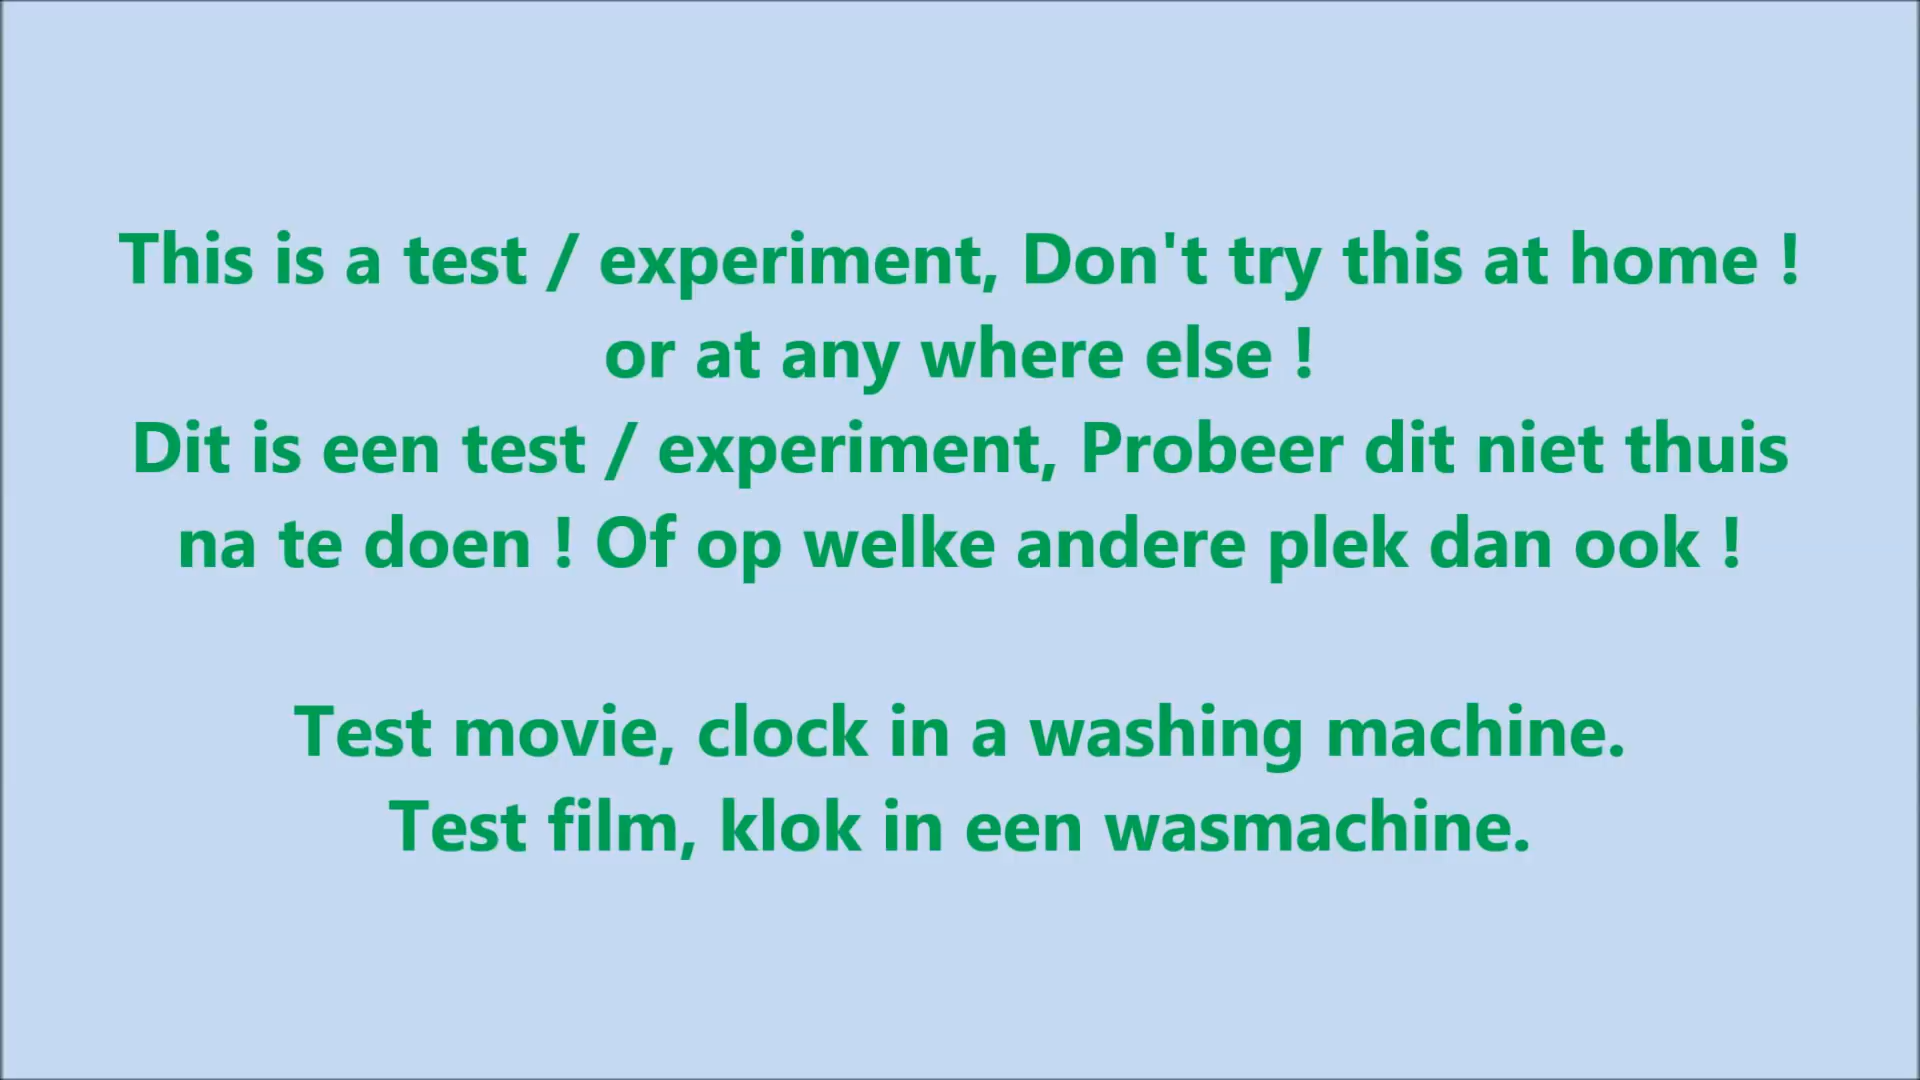 This is a test / experiment, Don't try this at home !
or at any where else !
Dit is een test / experiment, Probeer dit niet thuis
na te doen ! Of op welke andere plek dan ook !
Test movie, clock in a washing machine.
Test film, klok in een wasmachine.